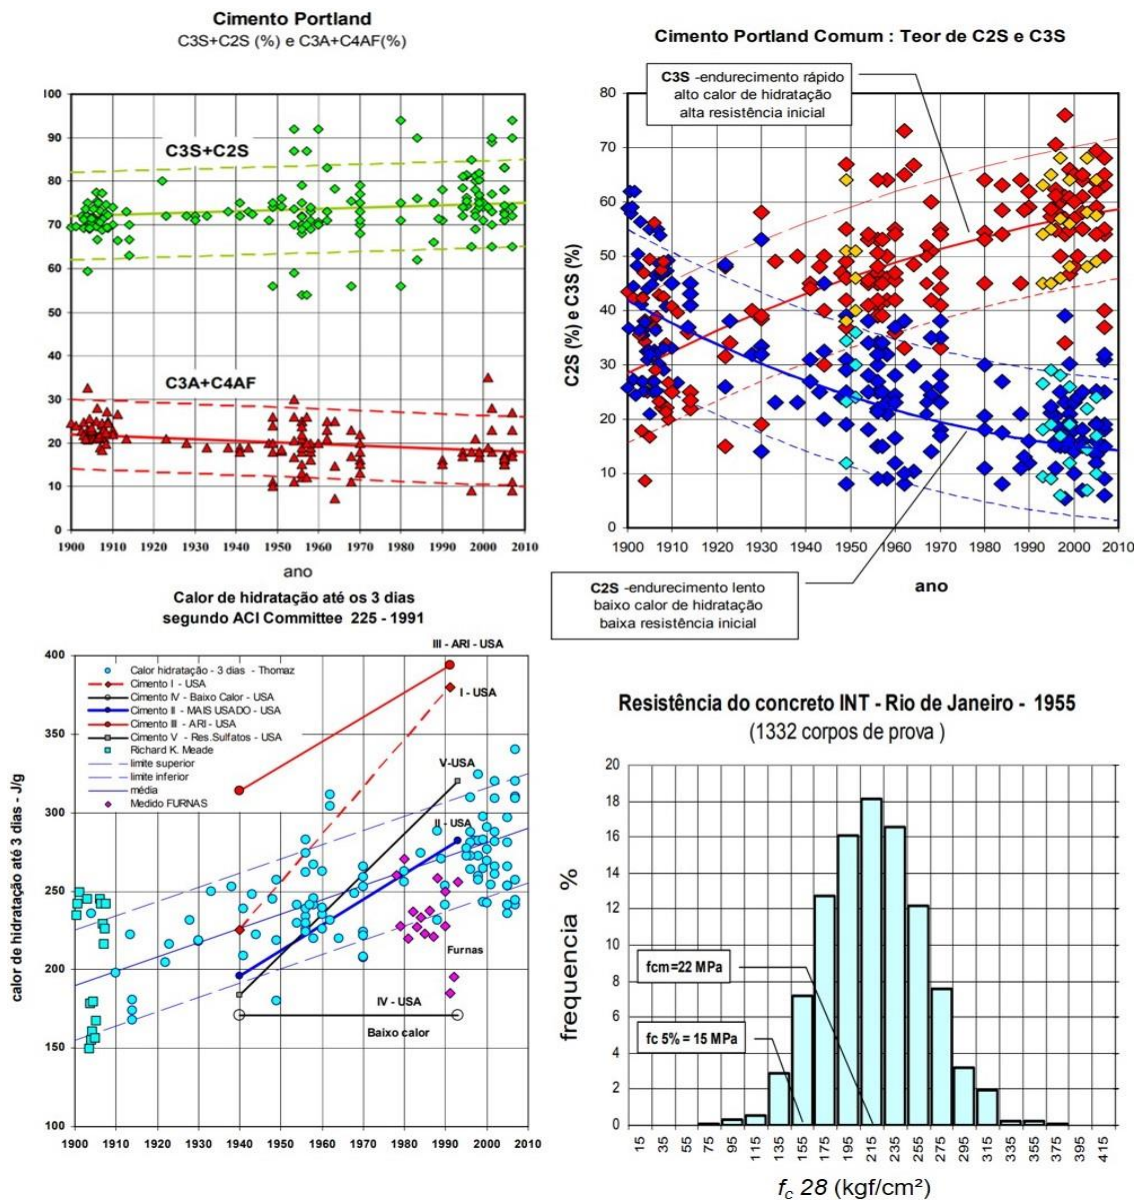 Cimento Portland
C3S+C2S (%) e C3A+C4AF(%)
100
90
80
70
60
50
40
30
20
10
0
C3S+C2S
C3A+C4AF
1900 1910 1920 1930 1940 1950 1960 1970 1980 1990 2000 2010
ano
Cimento Portland Comum : Teor de C2S e C3S
C3S -endurecimento rápido
alto calor de hidratação
alta resistência inicial
C2S (%) e C3S (%)
80
70
60
50
40
30
20
10
0
1900 1910 1920 1930 1940 1950 1960 1970 1980 1990 2000 2010
ano
C2S -endurecimento lento
baixo calor de hidratação
baixa resistência inicial
Calor de hidratação até os 3 dias
segundo ACI Committee 225 - 1991
calor de hidratação até 3 dias - J/g
400
350
300
250
200
150
100
Calor hidratação - 3 dias - Thomaz
Cimento I - USA
Cimento IV - Baixo Calor - USA
Cimento II - MAIS USADO - USA
Cimento III - ARI - USA
Cimento V - Res.Sulfatos - USA
Richard K. Meade
limite superior
limite inferior
média
Medido FURNAS
III - ARI - USA
I - USA
V-USA
II - USA
Furnas
IV - USA
Baixo calor
1900 1910 1920 1930 1940 1950 1960 1970 1980 1990 2000 2010
Resistência do concreto INT - Rio de Janeiro - 1955
(1332 corpos de prova )
frequencia %
20
18
16
14
12
10
8
6
4
2
0
fcm=22 MPa
fc 5% = 15 MPa
15 35 55 75 95 115 135 155 175 195 215 235 255 275 295 315 335 355 375 395 415
fc 28 (kgf/cm²)